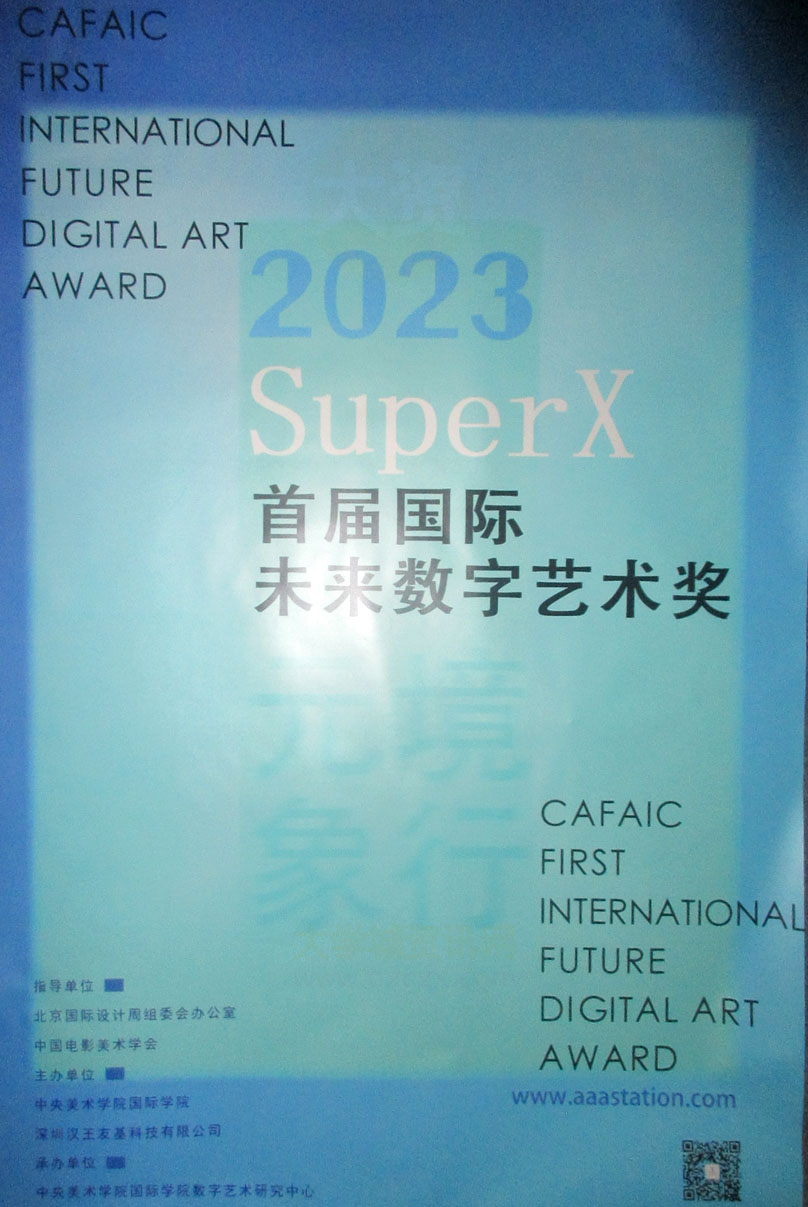 CAFAIC
FIRST
INTERNATIONAL
FUTURE
DIGITAL ART
AWARD
大奖
2023
SuperX
首届国际
未来数字艺术奖
元境
象行
CAFAIC
FIRST
INTERNATIONAL
FUTURE
DIGITAL ART
AWARD
www.aaastation.com
指导单位
北京国际设计周组委会办公室
中国电影美术学会
主办单位
中央美术学院国际学院
深圳汉王友基科技有限公司
承办单位
中央美术学院国际学院数字艺术研究中心